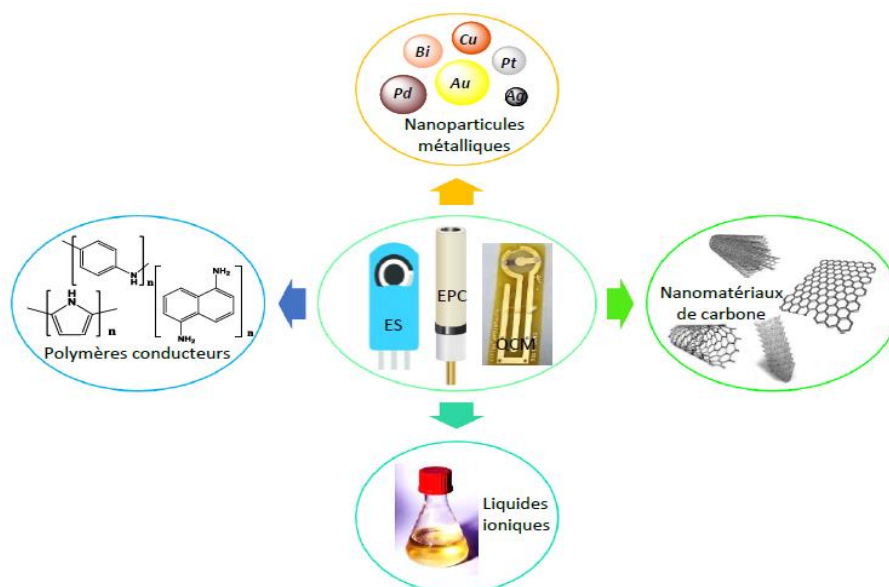 Bi
Cu
Pt
Pd
Au
Ag
Nanoparticules
métalliques
N
H
n
NH₂
H
N
n
NH₂
n
Polymères conducteurs
ES
EPC
QCM
Nanomatériaux
de carbone
Liquides
ioniques